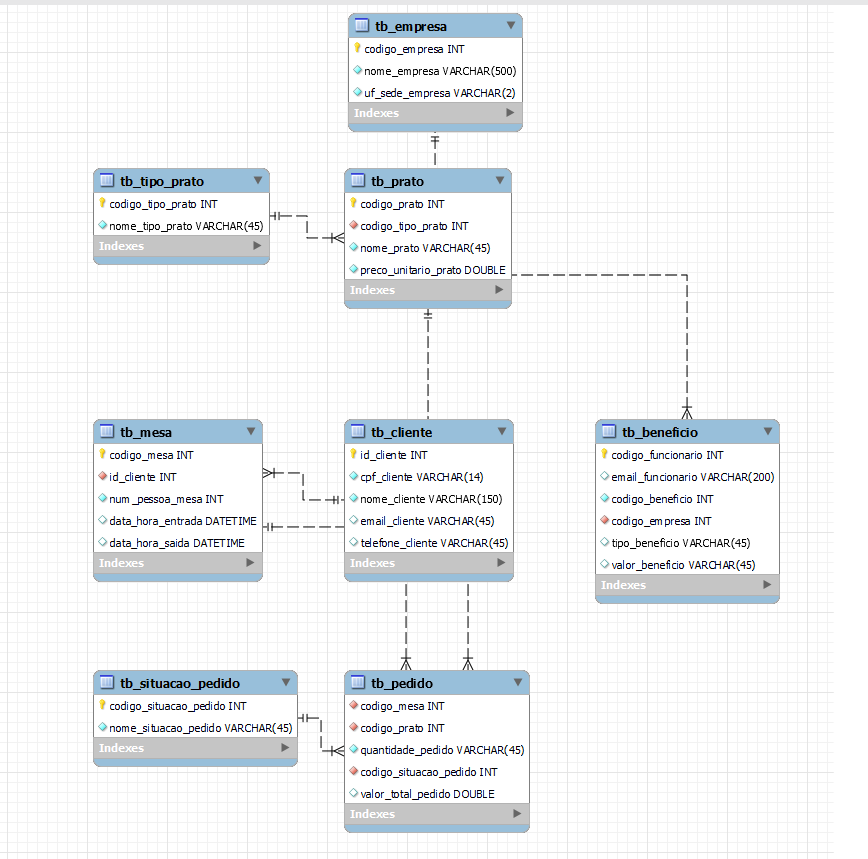 tb_empresa
codigo_empresa INT
nome_empresa VARCHAR(500)
uf_sede_empresa VARCHAR(2)
Indexes
tb_tipo_prato
codigo_tipo_prato INT
nome_tipo_prato VARCHAR(45)
Indexes
tb_prato
codigo_prato INT
codigo_tipo_prato INT
nome_prato VARCHAR(45)
preco_unitario_prato DOUBLE
Indexes
tb_mesa
codigo_mesa INT
id_cliente INT
num_pessoa_mesa INT
data_hora_entrada DATETIME
data_hora_saida DATETIME
Indexes
tb_cliente
id_cliente INT
cpf_cliente VARCHAR(14)
nome_cliente VARCHAR(150)
email_cliente VARCHAR(45)
telefone_cliente VARCHAR(45)
Indexes
tb_beneficio
codigo_funcionario INT
email_funcionario VARCHAR(200)
codigo_beneficio INT
codigo_empresa INT
tipo_beneficio VARCHAR(45)
valor_beneficio VARCHAR(45)
Indexes
tb_situacao_pedido
codigo_situacao_pedido INT
nome_situacao_pedido VARCHAR(45)
Indexes
tb_pedido
codigo_mesa INT
codigo_prato INT
quantidade_pedido VARCHAR(45)
codigo_situacao_pedido INT
valor_total_pedido DOUBLE
Indexes